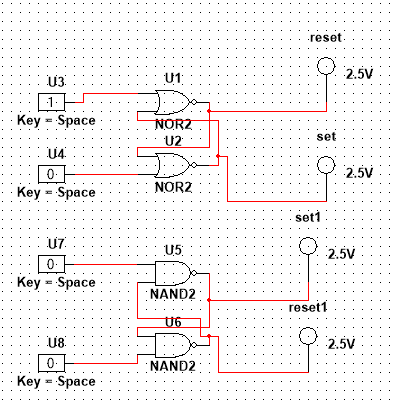 reset
2.5V
U3
1
Key = Space
U1
NOR2
set
2.5V
U4
0
Key = Space
U2
NOR2
set1
2.5V
U7
0
Key = Space
U5
NAND2
reset1
2.5V
U8
0
Key = Space
U6
NAND2